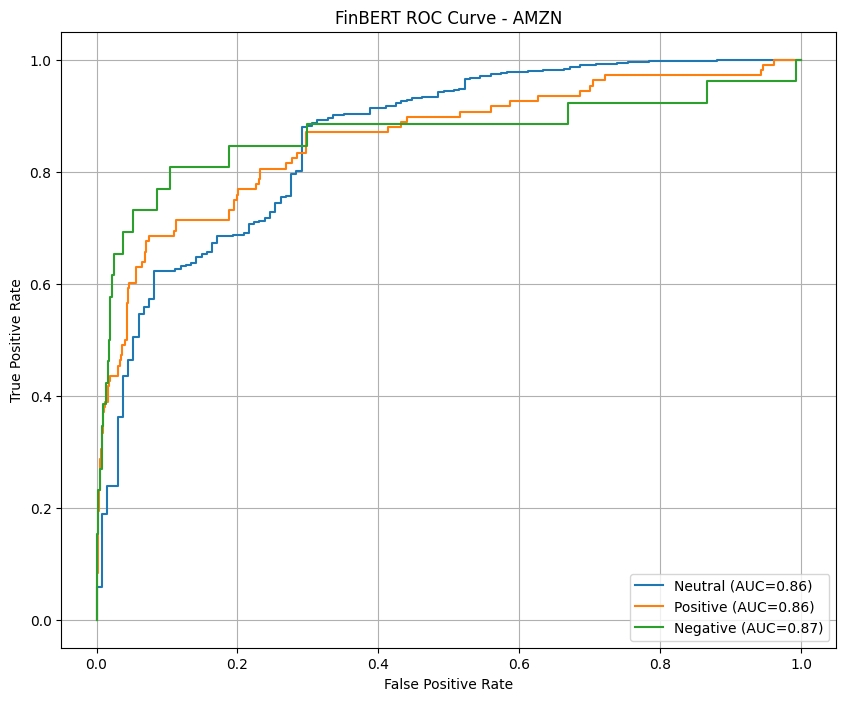 FinBERT ROC Curve - AMZN
True Positive Rate
1.0
0.8
0.6
0.4
0.2
0.0
0.0 0.2 0.4 0.6 0.8 1.0
False Positive Rate
Neutral (AUC=0.86)
Positive (AUC=0.86)
Negative (AUC=0.87)